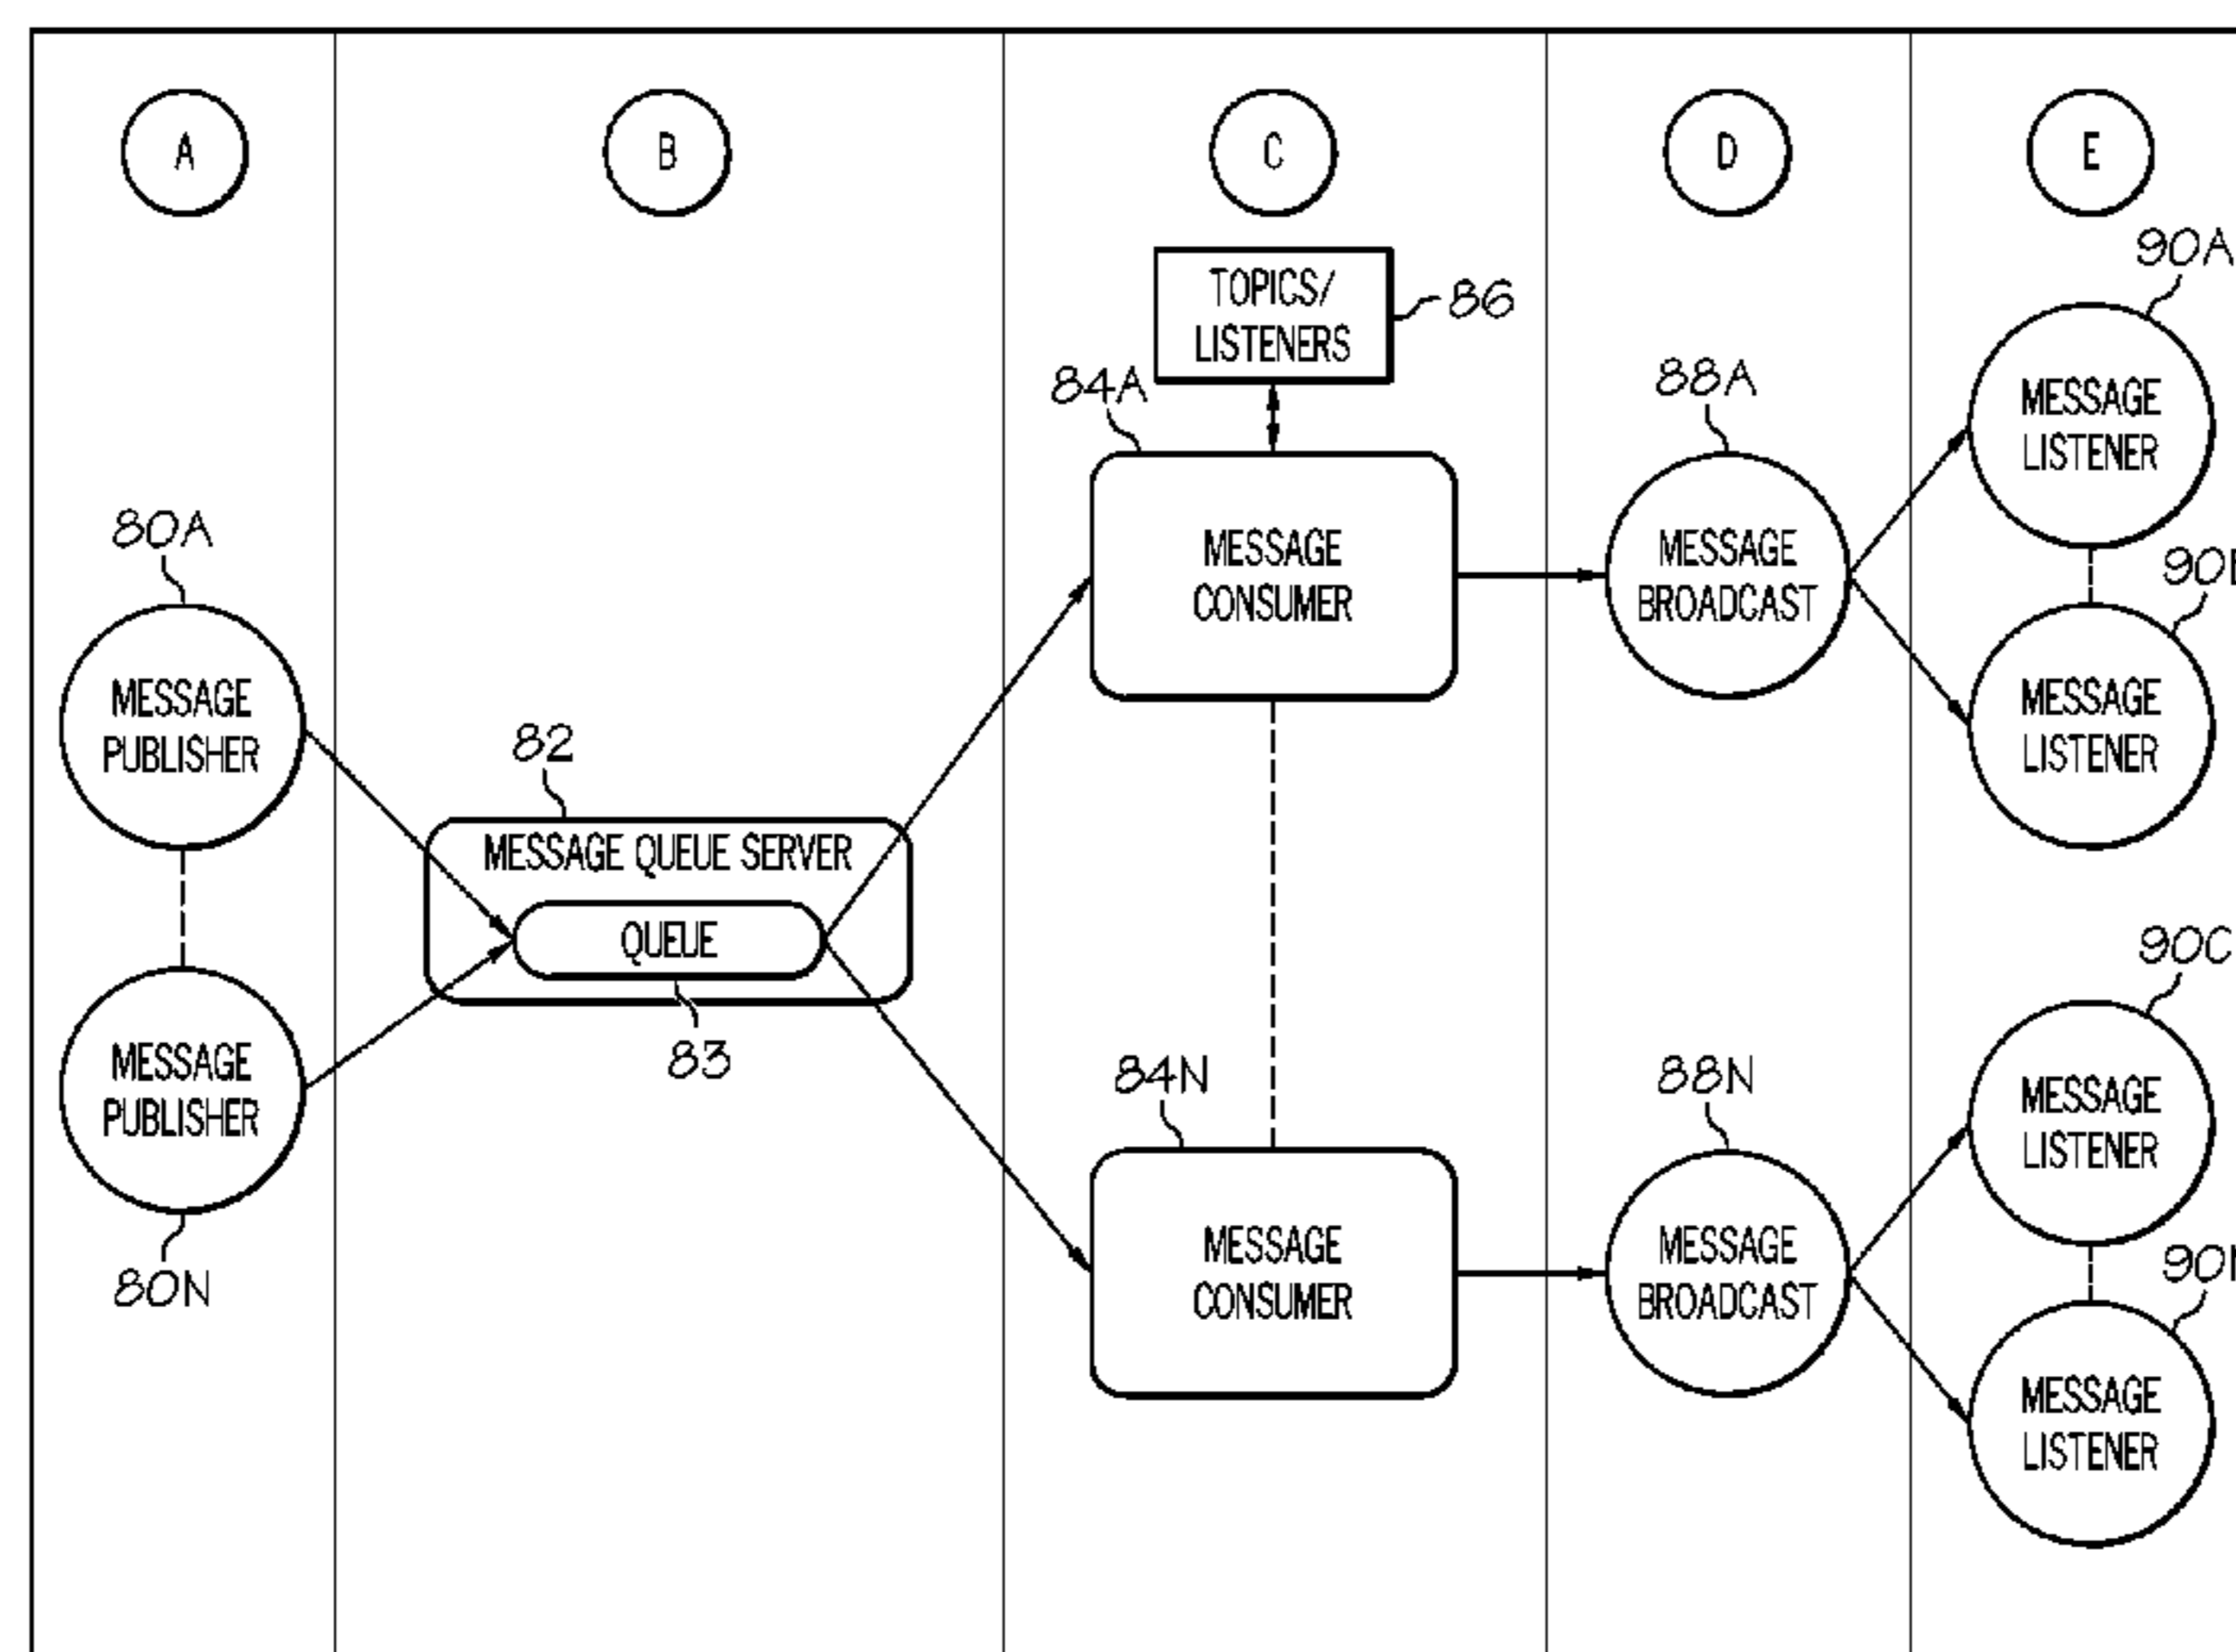 A
B
C
D
E
90A
TOPICS/
LISTENERS
86
84A
88A
MESSAGE
LISTENER
80A
MESSAGE
CONSUMER
MESSAGE
BROADCAST
MESSAGE
PUBLISHER
82
MESSAGE
LISTENER
MESSAGE QUEUE SERVER
QUEUE
83
90C
MESSAGE
PUBLISHER
80N
84N
88N
MESSAGE
LISTENER
MESSAGE
CONSUMER
MESSAGE
BROADCAST
MESSAGE
LISTENER